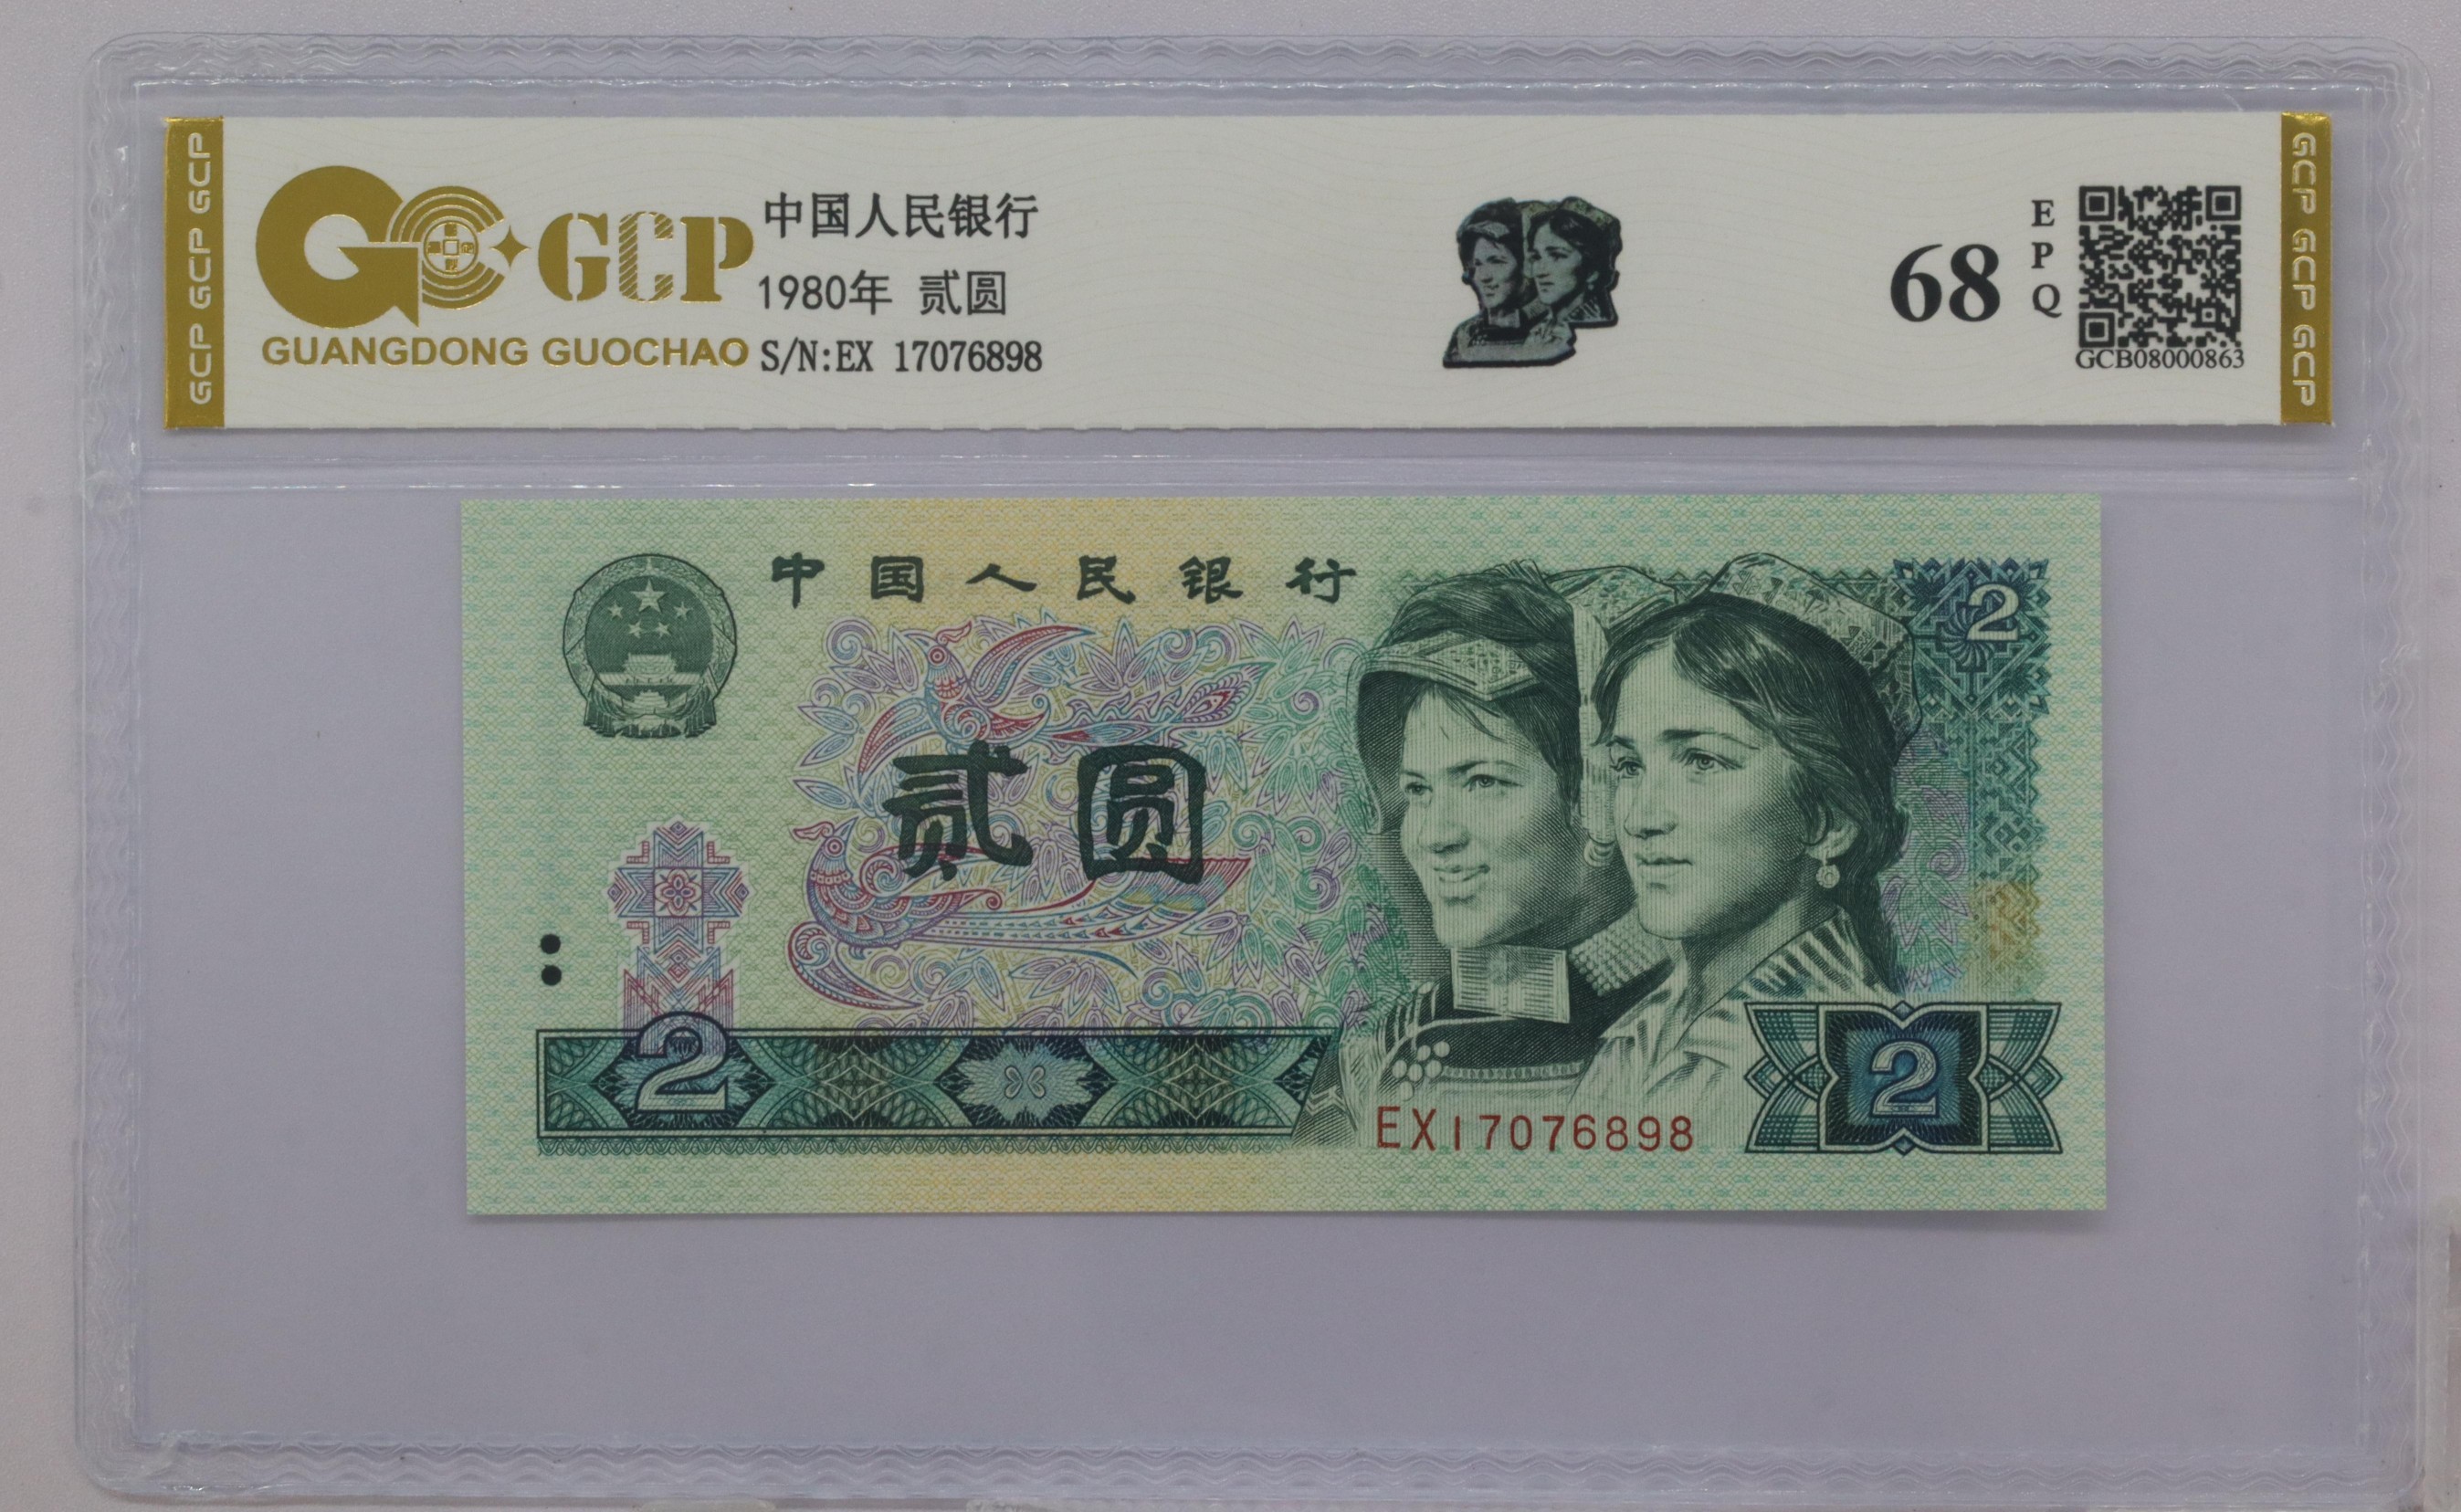 GCP GCP GCP
GCP
GUANGDONG GUOCHAO
中国人民银行
1980年 贰圆
S/N:EX 17076898
68
E
P
Q
GCB08000863
GCP GCP GCP
中国人民银行
2
贰圆
2
2
EX17076898